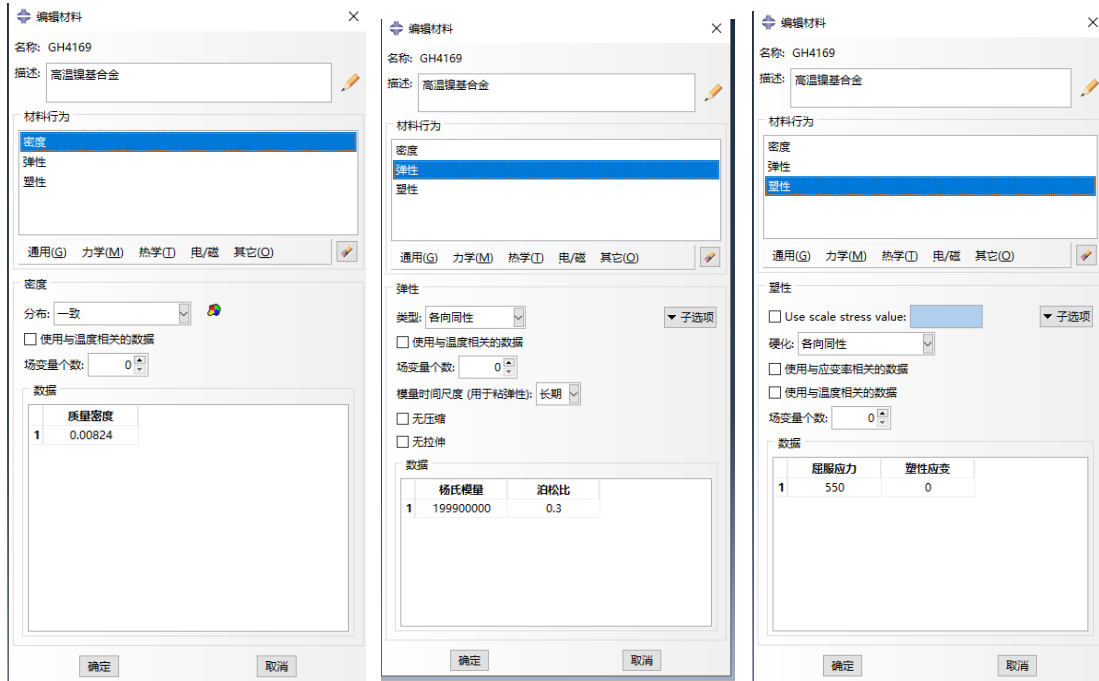 编辑材料
名称: GH4169
描述: 高温镍基合金
材料行为
密度
弹性
塑性
通用(G) 力学(M) 热学(T) 电/磁 其它(O)
密度
分布: 一致
使用与温度相关的数据
场变量个数: 0
数据
质量密度
1 0.00824
确定 取消
编辑材料
名称: GH4169
描述: 高温镍基合金
材料行为
密度
弹性
塑性
通用(G) 力学(M) 热学(T) 电/磁 其它(O)
弹性
类型: 各向同性 子选项
使用与温度相关的数据
场变量个数: 0
模量时间尺度 (用于粘弹性): 长期
无压缩
无拉伸
数据
杨氏模量 泊松比
1 199900000 0.3
确定 取消
编辑材料
名称: GH4169
描述: 高温镍基合金
材料行为
密度
弹性
塑性
通用(G) 力学(M) 热学(T) 电/磁 其它(O)
塑性
Use scale stress value: 子选项
硬化: 各向同性
使用与应变率相关的数据
使用与温度相关的数据
场变量个数: 0
数据
屈服应力 塑性应变
1 550 0
确定 取消